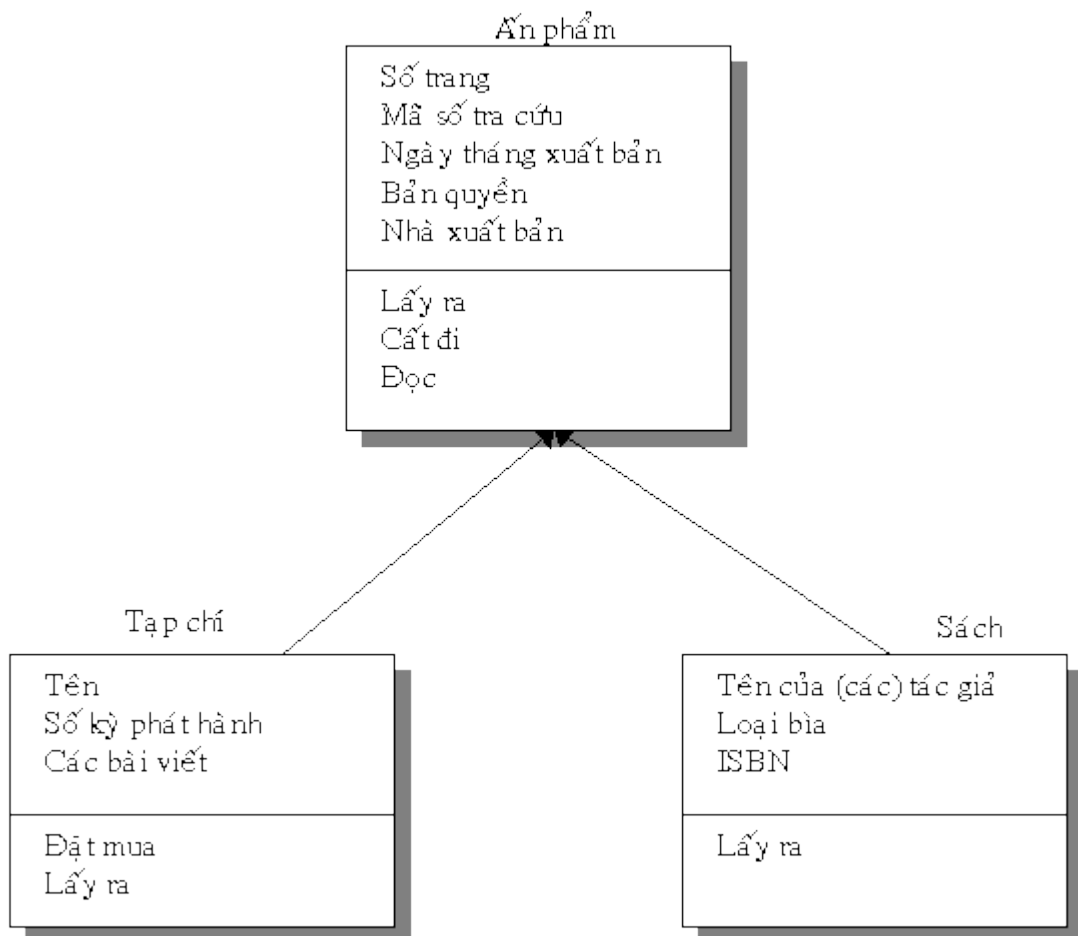 Ấn phẩm
Số trang
Mã số tra cứu
Ngày tháng xuất bản
Bản quyền
Nhà xuất bản
Lấy ra
Cất đi
Đọc
Tạp chí
Tên
Số kỳ phát hành
Các bài viết
Đặt mua
Lấy ra
Sách
Tên của (các) tác giả
Loại bìa
ISBN
Lấy ra